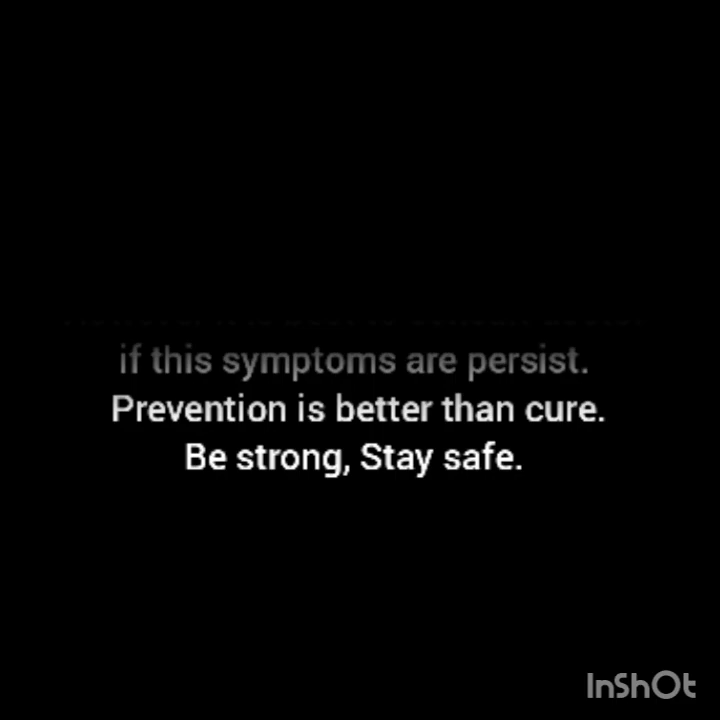 if this symptoms are persist.
Prevention is better than cure.
Be strong, Stay safe.
InShOt